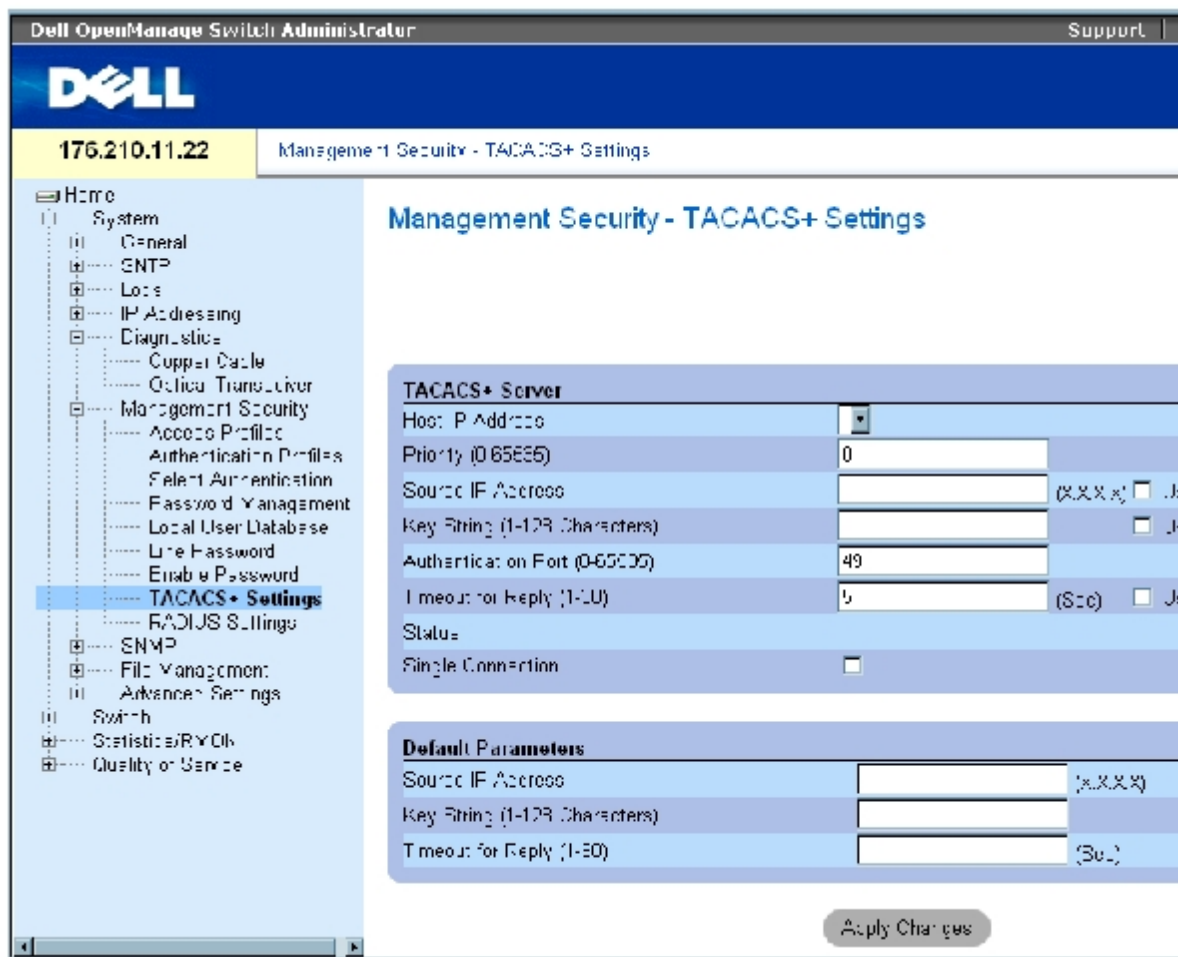 Dell OpenManage Switch Administrator
Support
DELL
176.210.11.22
Management Security - TACACS+ Settings
Home
System
General
SNTP
Logs
IP Addressing
Diagnostics
Copper Cable
Optical Transceiver
Management Security
Access Profiles
Authentication Profiles
Select Authentication
Password Management
Local User Database
Line Password
Enable Password
TACACS+ Settings
RADIUS Settings
SNMP
File Management
Advanced Settings
Switch
Statistics/RMON
Quality of Service
Management Security - TACACS+ Settings
TACACS+ Server
Host IP Address
Priority (0-65535) 0
Source IP Address (X.X.X.X)
Key String (1-128 Characters)
Authentication Port (0-65535) 49
Timeout for Reply (1-30) 5 (Sec)
Status
Single Connection
Default Parameters
Source IP Address (X.X.X.X)
Key String (1-128 Characters)
Timeout for Reply (1-30) (Sec)
Apply Changes